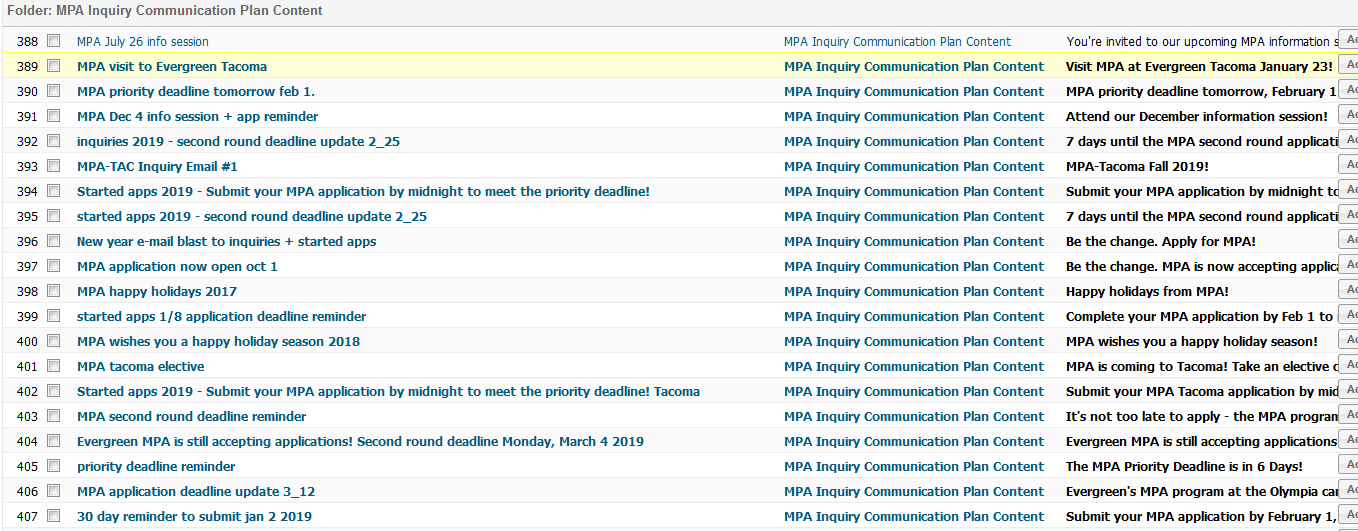 Folder: MPA Inquiry Communication Plan Content
388 MPA July 26 info session MPA Inquiry Communication Plan Content You're invited to our upcoming MPA information
389 MPA visit to Evergreen Tacoma MPA Inquiry Communication Plan Content Visit MPA at Evergreen Tacoma January 23!
390 MPA priority deadline tomorrow feb 1. MPA Inquiry Communication Plan Content MPA priority deadline tomorrow, February 1
391 MPA Dec 4 info session + app reminder MPA Inquiry Communication Plan Content Attend our December information session!
392 inquiries 2019 - second round deadline update 2_25 MPA Inquiry Communication Plan Content 7 days until the MPA second round
393 MPA-TAC Inquiry Email #1 MPA Inquiry Communication Plan Content MPA-Tacoma Fall 2019!
394 Started apps 2019 - Submit your MPA application by midnight to meet the priority deadline! MPA Inquiry Communication Plan Content Submit your MPA application by midnight to
395 started apps 2019 - second round deadline update 2_25 MPA Inquiry Communication Plan Content 7 days until the MPA second round
396 New year e-mail blast to inquiries + started apps MPA Inquiry Communication Plan Content Be the change. Apply for MPA!
397 MPA application now open oct 1 MPA Inquiry Communication Plan Content Be the change. MPA is now accepting
398 MPA happy holidays 2017 MPA Inquiry Communication Plan Content Happy holidays from MPA!
399 started apps 1/8 application deadline reminder MPA Inquiry Communication Plan Content Complete your MPA application by Feb 1 to
400 MPA wishes you a happy holiday season 2018 MPA Inquiry Communication Plan Content MPA wishes you a happy holiday season!
401 MPA tacoma elective MPA Inquiry Communication Plan Content MPA is coming to Tacoma! Take an elective
402 Started apps 2019 - Submit your MPA application by midnight to meet the priority deadline! Tacoma MPA Inquiry Communication Plan Content Submit your MPA Tacoma application by
403 MPA second round deadline reminder MPA Inquiry Communication Plan Content It's not too late to apply - the MPA
404 Evergreen MPA is still accepting applications! Second round deadline Monday, March 4 2019 MPA Inquiry Communication Plan Content Evergreen MPA is still accepting applications
405 priority deadline reminder MPA Inquiry Communication Plan Content The MPA Priority Deadline is in 6 Days!
406 MPA application deadline update 3_12 MPA Inquiry Communication Plan Content Evergreen's MPA program at the Olympia
407 30 day reminder to submit jan 2 2019 MPA Inquiry Communication Plan Content Submit your MPA application by February 1,